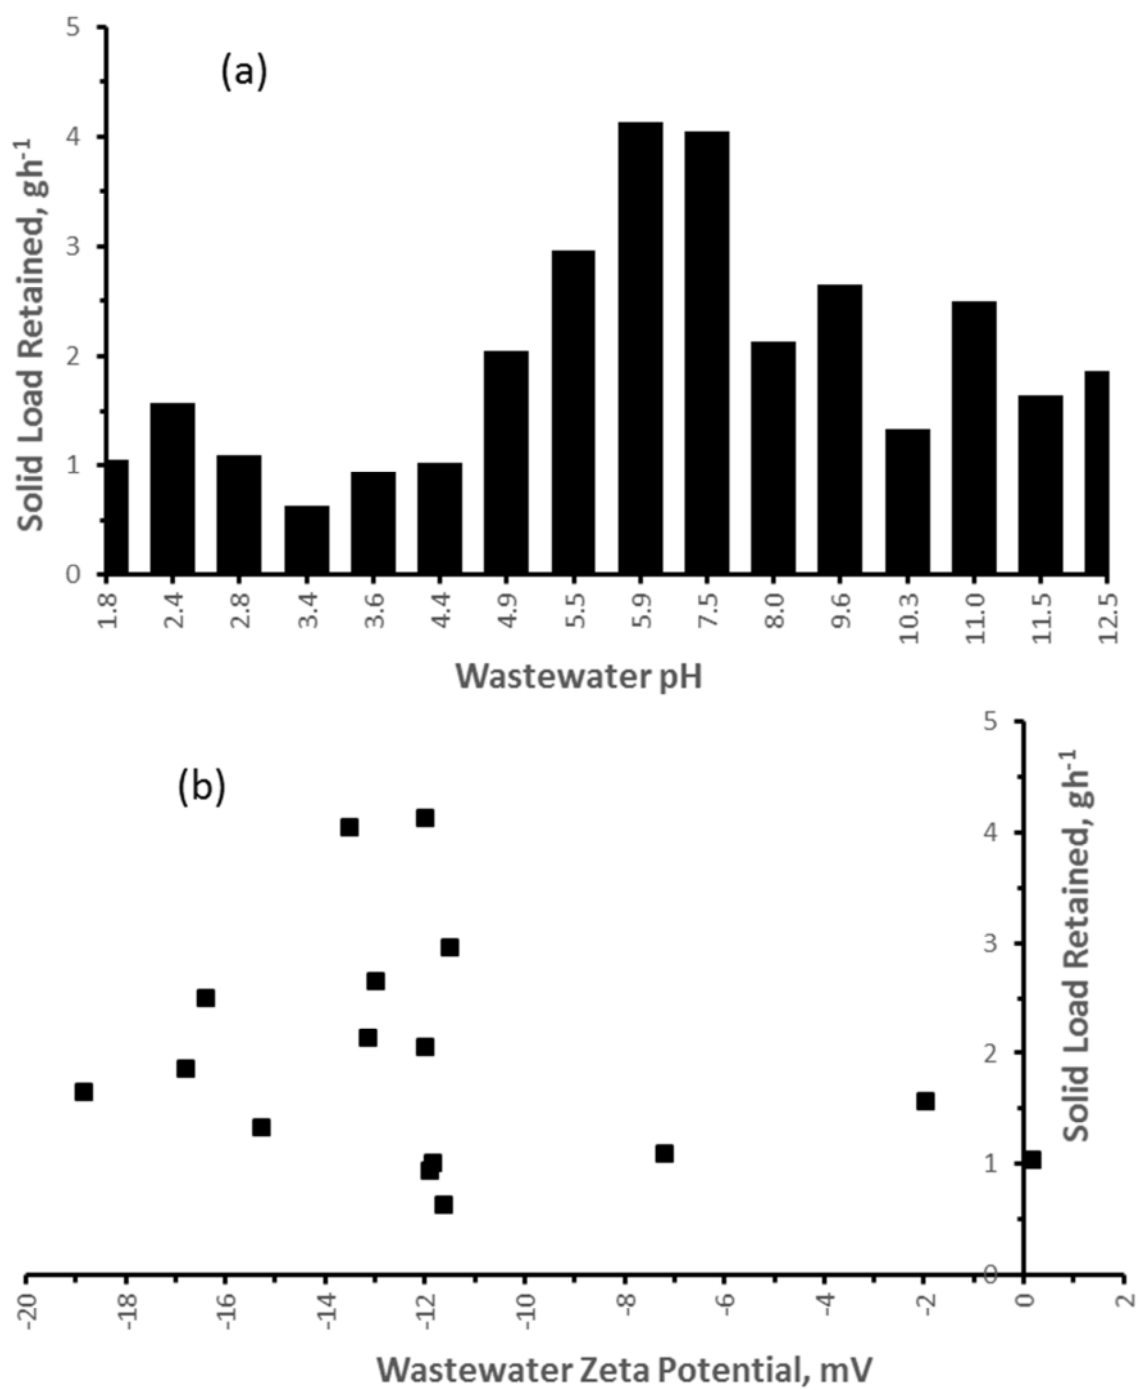 (a)
Solid Load Retained, gh-1
5
4
3
2
1
0
1.8 2.4 2.8 3.4 3.6 4.4 4.9 5.5 5.9 7.5 8.0 9.6 10.3 11.0 11.5 12.5
Wastewater pH
(b)
5
4
3
2
1
0
Solid Load Retained, gh-1
-20 -18 -16 -14 -12 -10 -8 -6 -4 -2 0 2
Wastewater Zeta Potential, mV